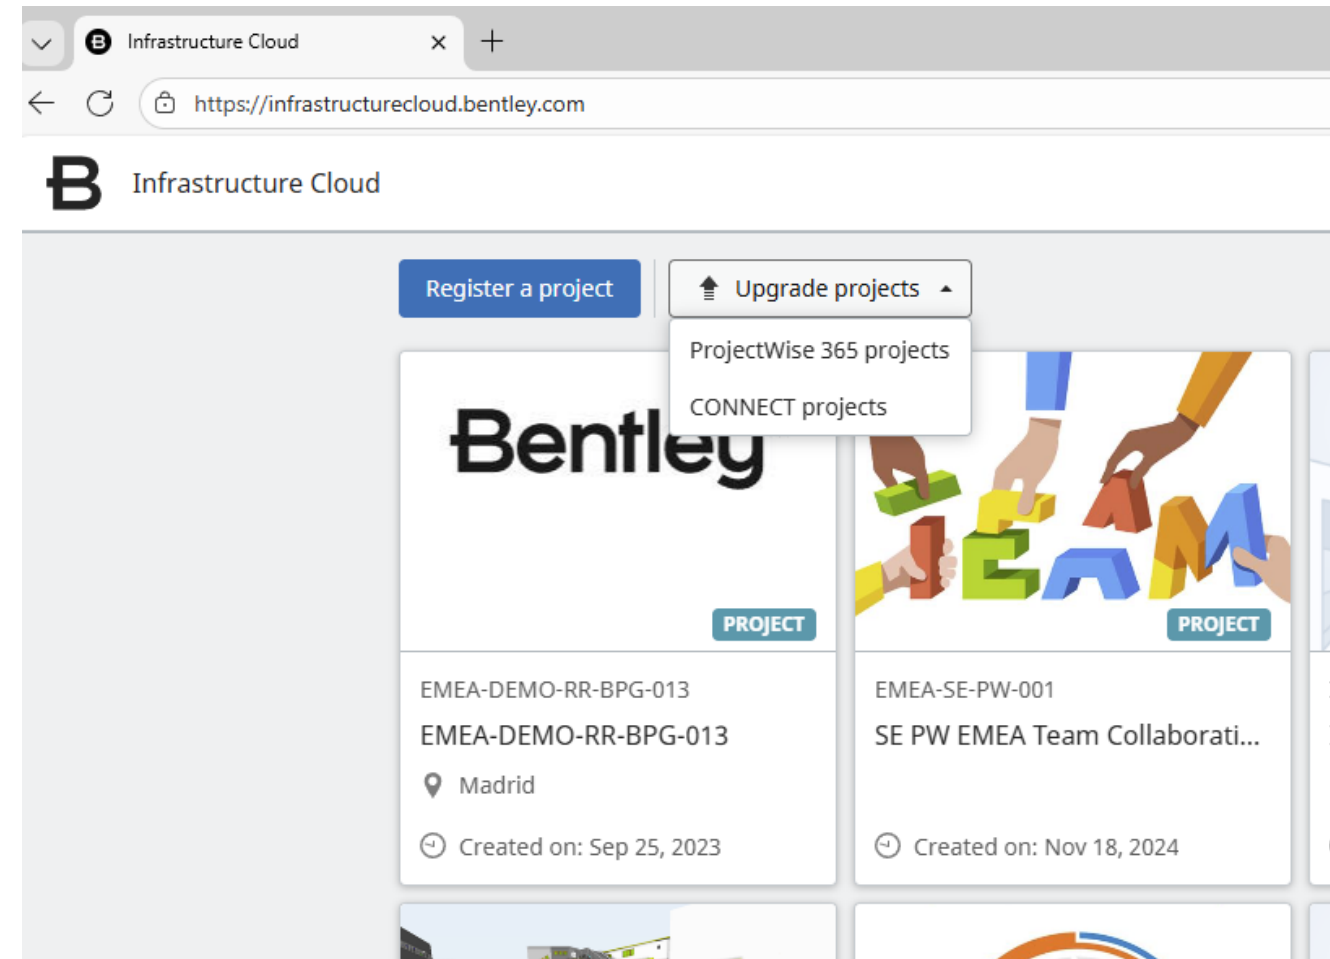 Infrastructure Cloud
https://infrastructurecloud.bentley.com
B Infrastructure Cloud
Register a project
Upgrade projects
ProjectWise 365 projects
CONNECT projects
Bentley
PROJECT
EMEA-DEMO-RR-BPG-013
EMEA-DEMO-RR-BPG-013
Madrid
Created on: Sep 25, 2023
TEAM
PROJECT
EMEA-SE-PW-001
SE PW EMEA Team Collaborati...
Created on: Nov 18, 2024